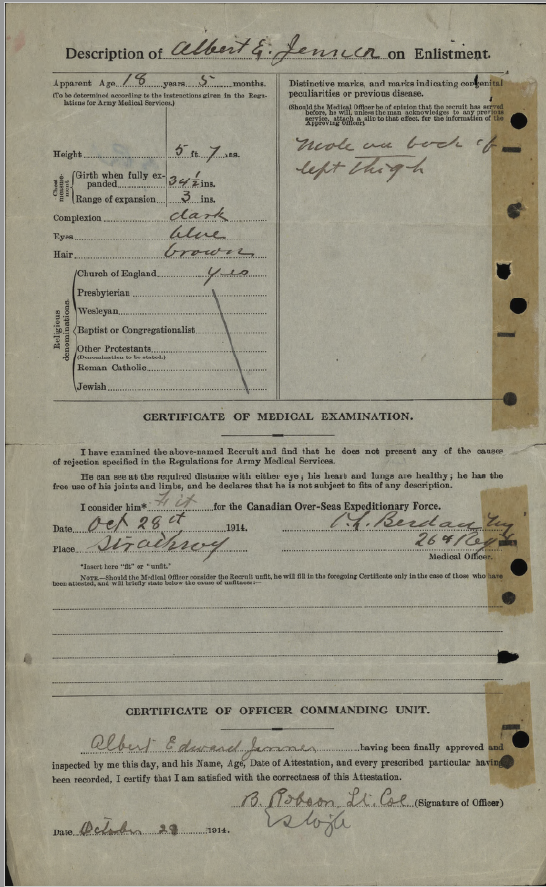 Description of Albert E. Jenner on Enlistment.
Apparent Age 18 years 5 months.
(To be determined according to the instructions given in the Regulations for Army Medical Services.)
Height 5 ft. 7 ins.
Chest measurement
Girth when fully expanded 34 1/2 ins.
Range of expansion 3 ins.
Complexion dark
Eyes blue
Hair brown
Religious denominations.
Church of England yes
Presbyterian
Wesleyan
Baptist or Congregationalist
Other Protestants
(Denomination to be stated.)
Roman Catholic
Jewish
Distinctive marks, and marks indicating congenital
peculiarities or previous disease.
(Should the Medical Officer be of opinion that the recruit has served
before, he will, unless the man acknowledges to any previous
service, attach a slip to that effect, for the information of the
Approving Officer).
Mole on back of
left thigh
CERTIFICATE OF MEDICAL EXAMINATION.
I have examined the above-named Recruit and find that he does not present any of the causes
of rejection specified in the Regulations for Army Medical Services.
He can see at the required distance with either eye; his heart and lungs are healthy; he has the
free use of his joints and limbs, and he declares that he is not subject to fits of any description.
I consider him* Fit for the Canadian Over-Seas Expeditionary Force.
Date Oct 28th 1914.
Berdan
Place Strathroy
26th Reg
Medical Officer.
*Insert here "fit" or "unfit."
NOTE.—Should the Medical Officer consider the Recruit unfit, he will fill in the foregoing Certificate only in the case of those who have
been attested, and will briefly state below the cause of unfitness:—
CERTIFICATE OF OFFICER COMMANDING UNIT.
Albert Edward Jenner having been finally approved and
inspected by me this day, and his Name, Age, Date of Attestation, and every prescribed particular having
been recorded, I certify that I am satisfied with the correctness of this Attestation.
B. Robson Lt. Col (Signature of Officer)
Date October 28 1914.